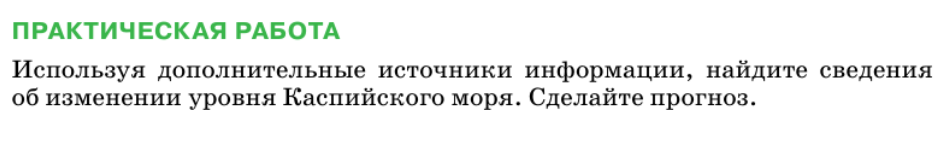 ПРАКТИЧЕСКАЯ РАБОТА
Используя дополнительные источники информации, найдите сведения
об изменении уровня Каспийского моря. Сделайте прогноз.